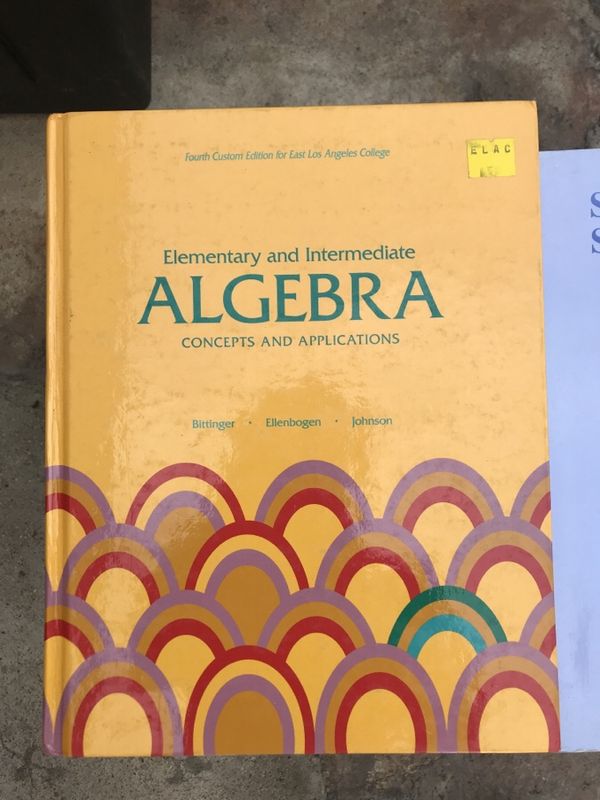 Fourth Custom Edition for East Los Angeles College
ELAC
Elementary and Intermediate
ALGEBRA
CONCEPTS AND APPLICATIONS
Bittinger · Ellenbogen · Johnson
S
S